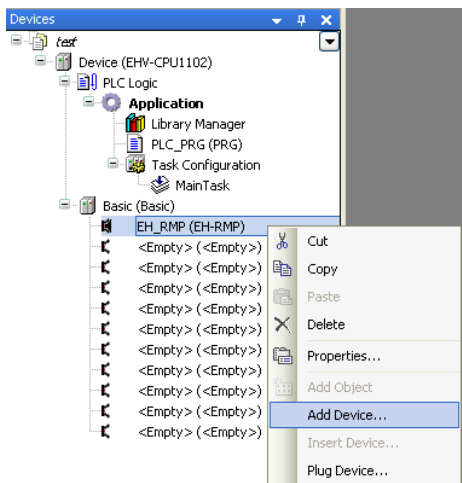 Devices
test
Device (EHV-CPU1102)
PLC Logic
Application
Library Manager
PLC_PRG (PRG)
Task Configuration
MainTask
Basic (Basic)
EH_RMP (EH-RMP)
<Empty> (<Empty>)
<Empty> (<Empty>)
<Empty> (<Empty>)
<Empty> (<Empty>)
<Empty> (<Empty>)
<Empty> (<Empty>)
<Empty> (<Empty>)
<Empty> (<Empty>)
<Empty> (<Empty>)
<Empty> (<Empty>)
Cut
Copy
Paste
Delete
Properties...
Add Object
Add Device...
Insert Device...
Plug Device...